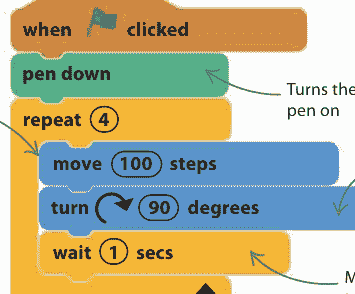 when clicked
pen down
Turns the
pen on
repeat 4
move 100 steps
turn 90 degrees
wait 1 secs
M